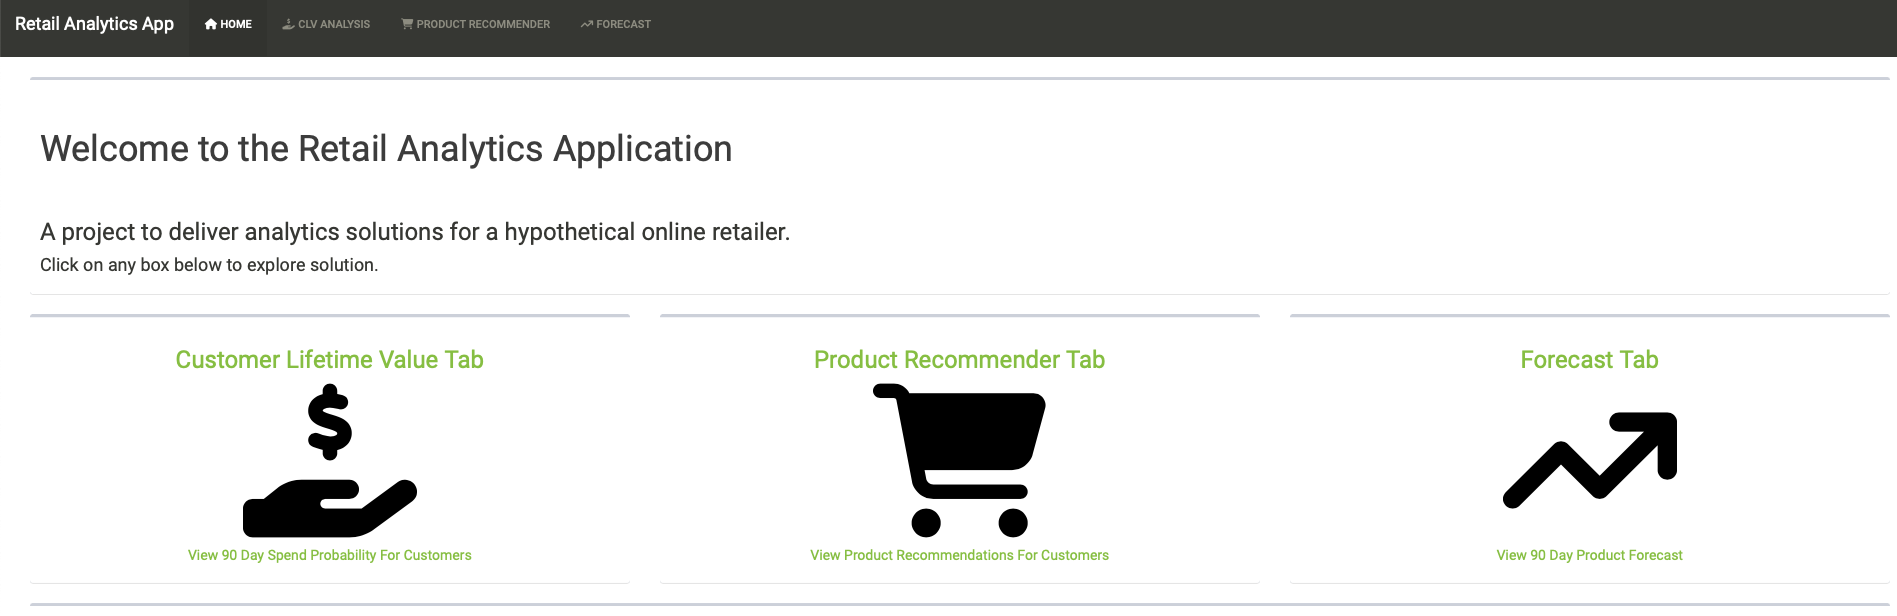 Retail Analytics App HOME CLV ANALYSIS PRODUCT RECOMMENDER FORECAST
Welcome to the Retail Analytics Application
A project to deliver analytics solutions for a hypothetical online retailer.
Click on any box below to explore solution.
Customer Lifetime Value Tab
$
View 90 Day Spend Probability For Customers
Product Recommender Tab
View Product Recommendations For Customers
Forecast Tab
View 90 Day Product Forecast